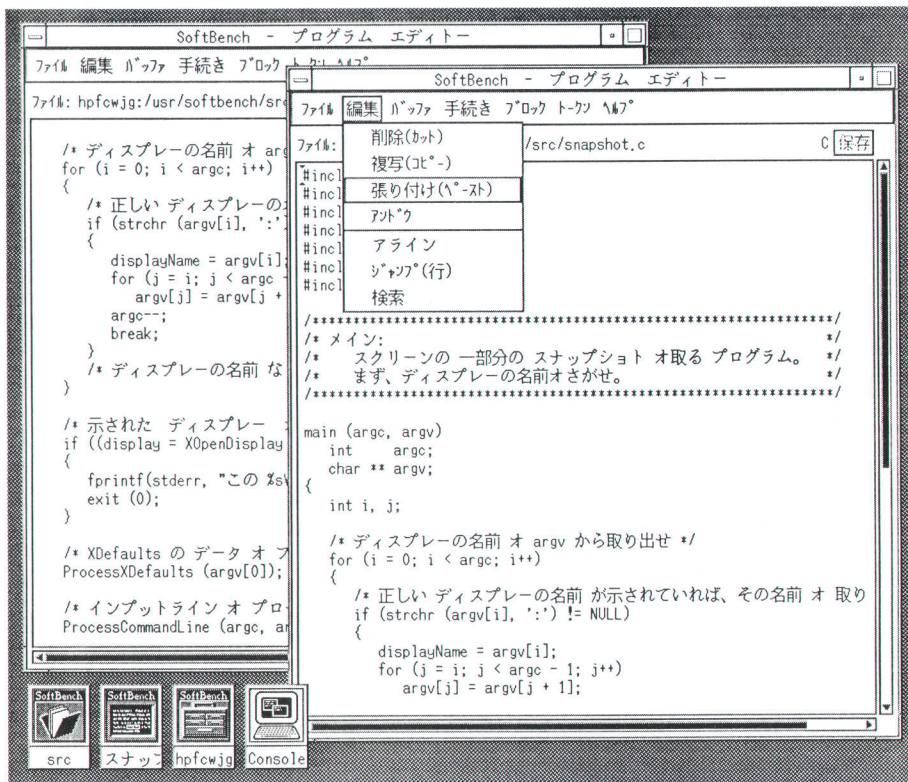 SoftBench - プログラム エディトー
ファイル 編集 バッファ 手続き ブロック トークン ヘルプ
ファイル: hpfcwjg:/usr/softbench/src
/* ディスプレーの名前 オ arg
for (i = 0; i < argc; i++)
{
/* 正しい ディスプレーの
if (strchr (argv[i], ':'
{
displayName = argv[i];
for (j = i; j < argc -
argv[j] = argv[j +
argc--;
break;
}
/* ディスプレーの名前 な
}
/* 示された ディスプレー
if ((display = XOpenDisplay
{
fprintf(stderr, "この %s\
exit (0);
}
/* XDefaults の データ オ フ
ProcessXDefaults (argv[0]);
/* インプットライン オ プロ
ProcessCommandLine (argc, ar
SoftBench - プログラム エディトー
ファイル 編集 バッファ 手続き ブロック トークン ヘルプ
ファイル: /src/snapshot.c C 保存
削除(カット)
複写(コピー)
張り付け(ペースト)
アンドウ
アライン
ジャンプ(行)
検索
#incl
#incl
#incl
#incl
#incl
#incl
#incl
/****************************************************************/
/* メイン: */
/* スクリーンの 一部分の スナップショト オ取る プログラム。 */
/* まず、ディスプレーの名前オさがせ。 */
/****************************************************************/
main (argc, argv)
int argc;
char ** argv;
{
int i, j;
/* ディスプレーの名前 オ argv から取り出せ */
for (i = 0; i < argc; i++)
{
/* 正しい ディスプレーの名前 が示されていれば、その名前 オ 取り
if (strchr (argv[i], ':') != NULL)
{
displayName = argv[i];
for (j = i; j < argc - 1; j++)
argv[j] = argv[j + 1];
SoftBench SoftBench SoftBench
src スナップ hpfcwjg Console